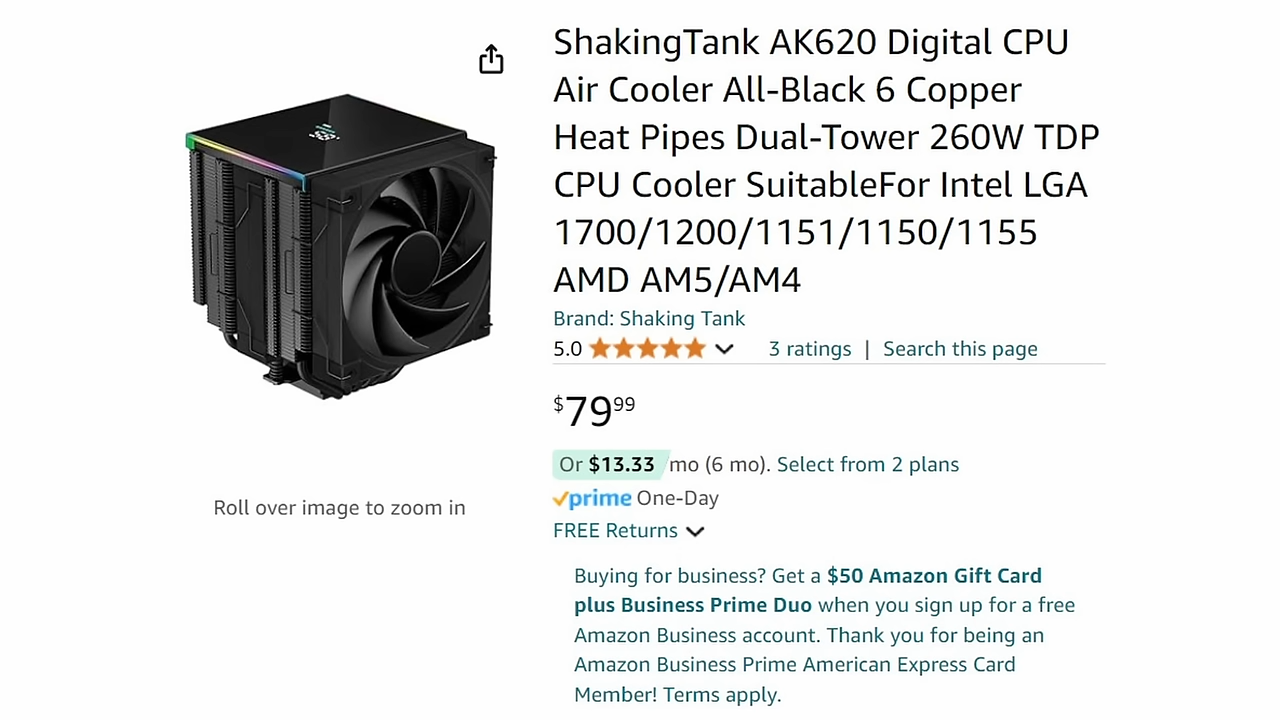 ShakingTank AK620 Digital CPU
Air Cooler All-Black 6 Copper
Heat Pipes Dual-Tower 260W TDP
CPU Cooler SuitableFor Intel LGA
1700/1200/1151/1150/1155
AMD AM5/AM4
Brand: Shaking Tank
5.0 3 ratings | Search this page
$79.99
Or $13.33 /mo (6 mo). Select from 2 plans
prime One-Day
FREE Returns
Roll over image to zoom in
Buying for business? Get a $50 Amazon Gift Card
plus Business Prime Duo when you sign up for a free
Amazon Business account. Thank you for being an
Amazon Business Prime American Express Card
Member! Terms apply.